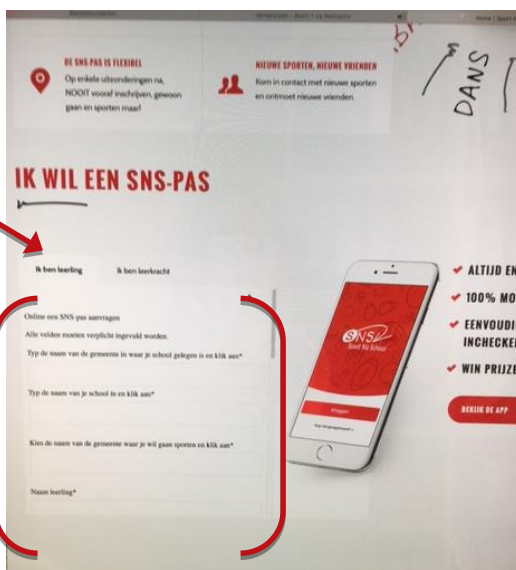 DE SNS-PAS IS FLEXIBEL
Op enkele uitzonderingen na,
NOOIT vooraf inschrijven, gewoon
gaan en sporten maar!
NIEUWE SPORTEN, NIEUWE VRIENDEN
Kom in contact met nieuwe sporten
en ontmoet nieuwe vrienden.
DANS
IK WIL EEN SNS-PAS
Ik ben leerling
Ik ben leerkracht
Online een SNS-pas aanvragen
Alle velden moeten verplicht ingevuld worden.
Typ de naam van de gemeente in waar je school gelegen is en klik aan*
Typ de naam van je school in en klik aan*
Kies de naam van de gemeente waar je wil gaan sporten en klik aan*
Naam leerling*
SNS
Sport Na School
Inloggen
ALTIJD EN
100% MO
EENVOUDI
INCHECKE
WIN PRIJZE
BEKIJK DE APP